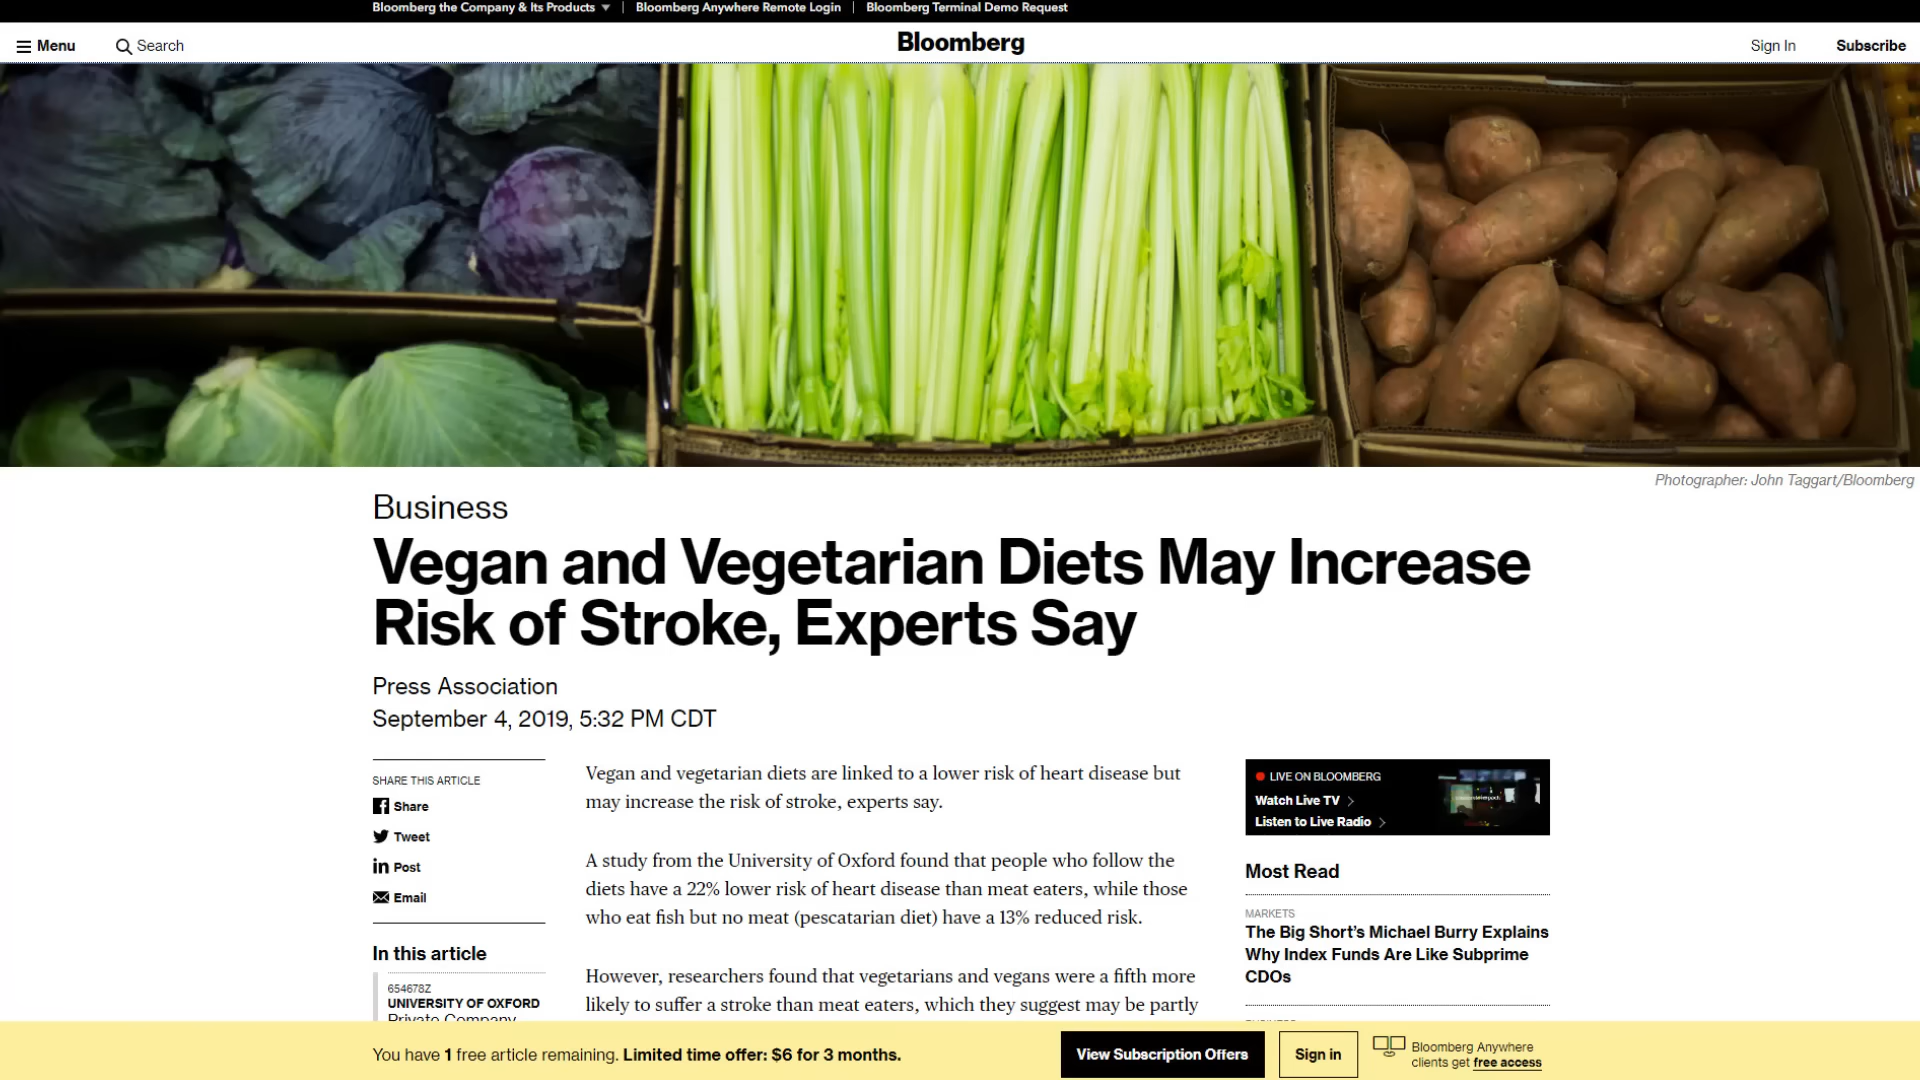 Bloomberg the Company & Its Products
Bloomberg Anywhere Remote Login
Bloomberg Terminal Demo Request
Menu
Search
Bloomberg
Sign In
Subscribe
Photographer: John Taggart/Bloomberg
Business
Vegan and Vegetarian Diets May Increase
Risk of Stroke, Experts Say
Press Association
September 4, 2019, 5:32 PM CDT
SHARE THIS ARTICLE
Share
Tweet
Post
Email
In this article
654678Z
UNIVERSITY OF OXFORD
Private Company
Vegan and vegetarian diets are linked to a lower risk of heart disease but
may increase the risk of stroke, experts say.
A study from the University of Oxford found that people who follow the
diets have a 22% lower risk of heart disease than meat eaters, while those
who eat fish but no meat (pescatarian diet) have a 13% reduced risk.
However, researchers found that vegetarians and vegans were a fifth more
likely to suffer a stroke than meat eaters, which they suggest may be partly
LIVE ON BLOOMBERG
Watch Live TV
Listen to Live Radio
Most Read
MARKETS
The Big Short's Michael Burry Explains
Why Index Funds Are Like Subprime
CDOs
You have 1 free article remaining. Limited time offer: $6 for 3 months.
View Subscription Offers
Sign in
Bloomberg Anywhere
clients get free access